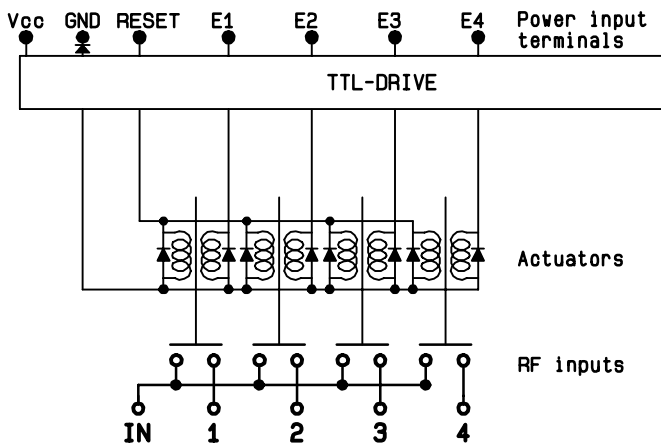 Vcc GND RESET E1 E2 E3 E4 Power input
terminals
TTL-DRIVE
Actuators
RF inputs
IN 1 2 3 4